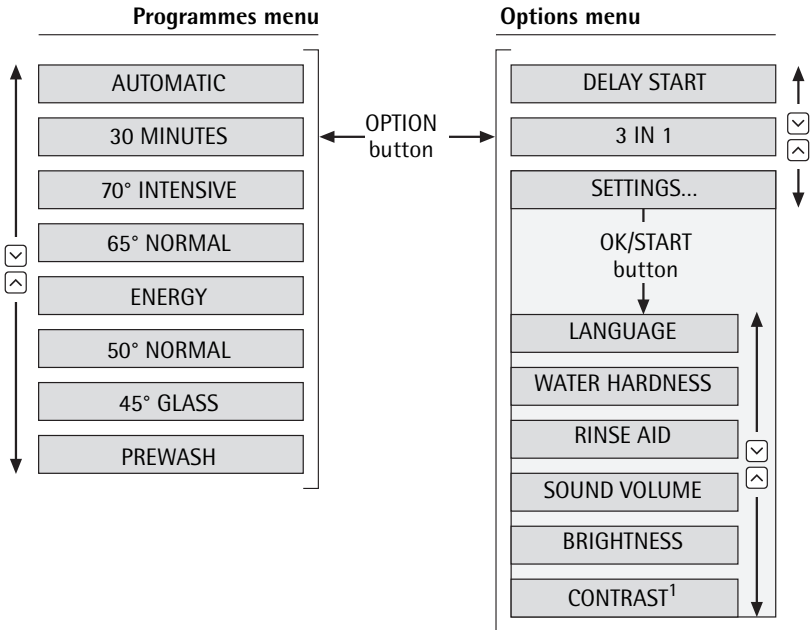 Programmes menu
AUTOMATIC
30 MINUTES
70° INTENSIVE
65° NORMAL
ENERGY
50° NORMAL
45° GLASS
PREWASH
OPTION
button
Options menu
DELAY START
3 IN 1
SETTINGS...
OK/START
button
LANGUAGE
WATER HARDNESS
RINSE AID
SOUND VOLUME
BRIGHTNESS
CONTRAST¹